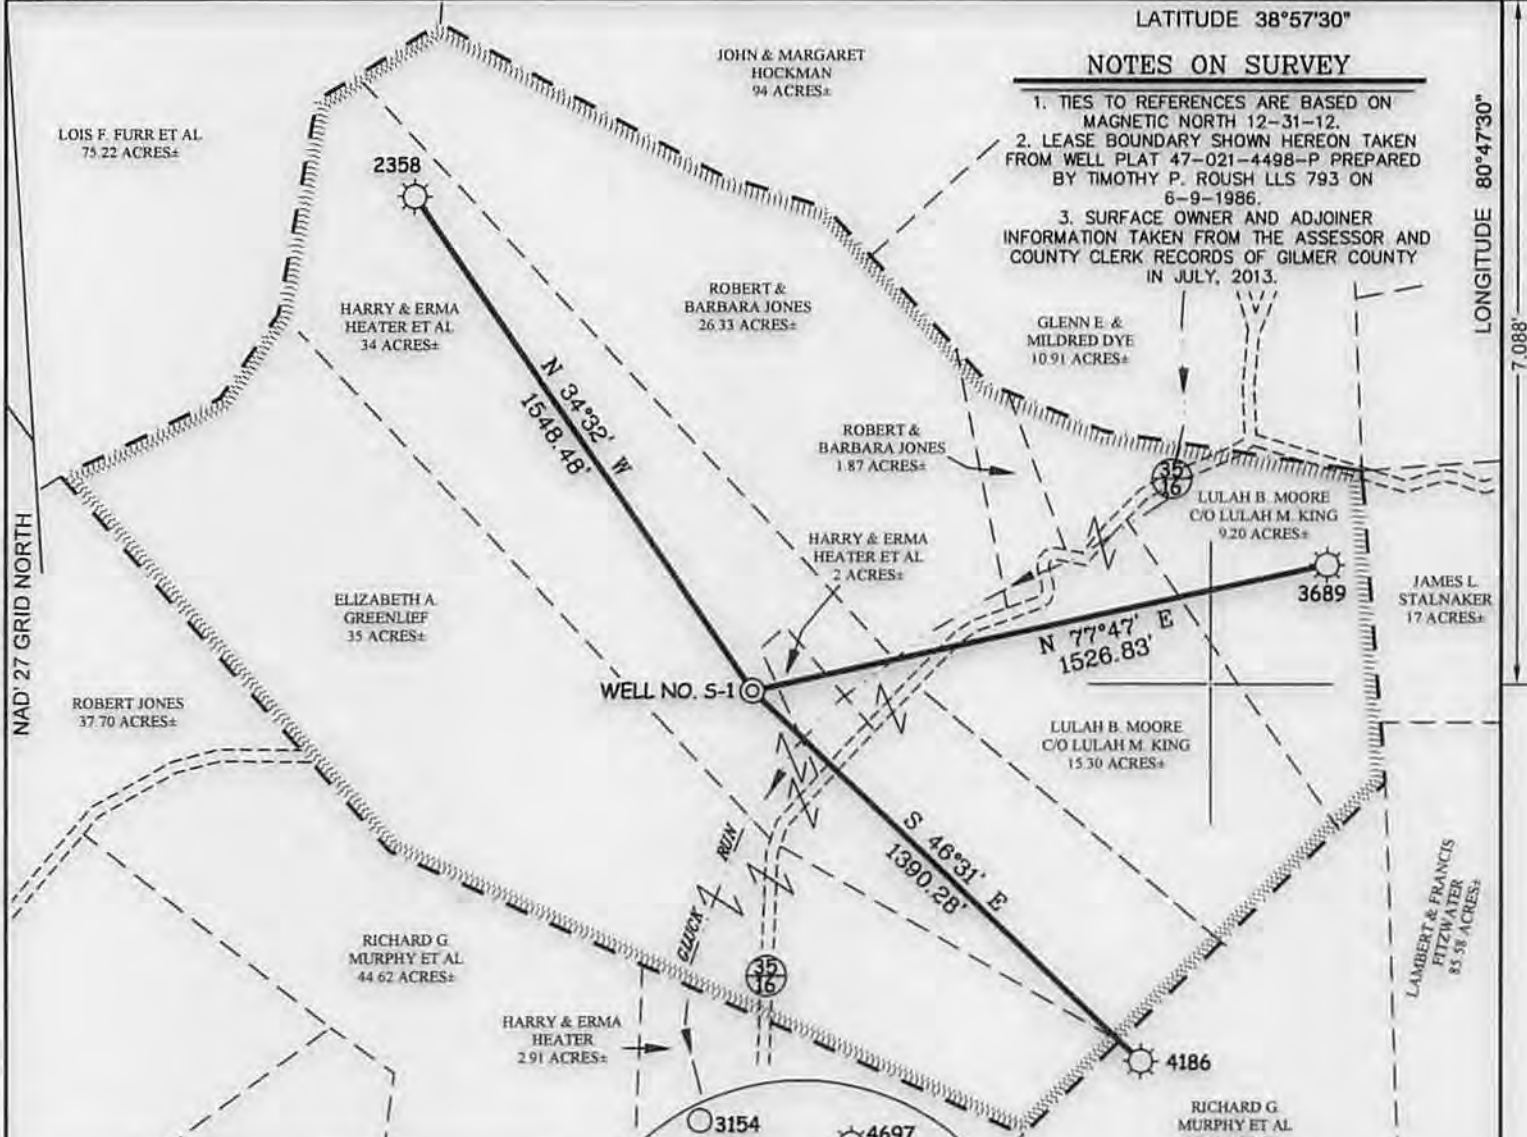 LATITUDE 38°57'30"
NOTES ON SURVEY
1. TIES TO REFERENCES ARE BASED ON
MAGNETIC NORTH 12-31-12.
2. LEASE BOUNDARY SHOWN HEREON TAKEN
FROM WELL PLAT 47-021-4498-P PREPARED
BY TIMOTHY P. ROUSH LLS 793 ON
6-9-1986.
3. SURFACE OWNER AND ADJOINER
INFORMATION TAKEN FROM THE ASSESSOR AND
COUNTY CLERK RECORDS OF GILMER COUNTY
IN JULY, 2013.
LONGITUDE 80°47'30"
7.088'
JOHN & MARGARET
HOCKMAN
94 ACRES±
LOIS F. FURR ET AL
75.22 ACRES±
2358
HARRY & ERMA
HEATER ET AL
34 ACRES±
ROBERT &
BARBARA JONES
26.33 ACRES±
GLENN E. &
MILDRED DYE
10.91 ACRES±
N 34°32' W
1548.48'
ROBERT &
BARBARA JONES
1.87 ACRES±
35
16
LULAH B. MOORE
C/O LULAH M. KING
9.20 ACRES±
HARRY & ERMA
HEATER ET AL
2 ACRES±
3689
JAMES L.
STALNAKER
17 ACRES±
NAD'27 GRID NORTH
ELIZABETH A.
GREENLIEF
35 ACRES±
N 77°47' E
1526.83'
WELL NO. S-1
ROBERT JONES
37.70 ACRES±
LULAH B. MOORE
C/O LULAH M. KING
15.30 ACRES±
S 46°31' E
1390.28'
GLUCK RUN
LAMBERT & FRANCIS
FITZWATER
85.58 ACRES±
RICHARD G.
MURPHY ET AL
44.62 ACRES±
35
16
HARRY & ERMA
HEATER
2.91 ACRES±
4186
3154
4697
RICHARD G.
MURPHY ET AL